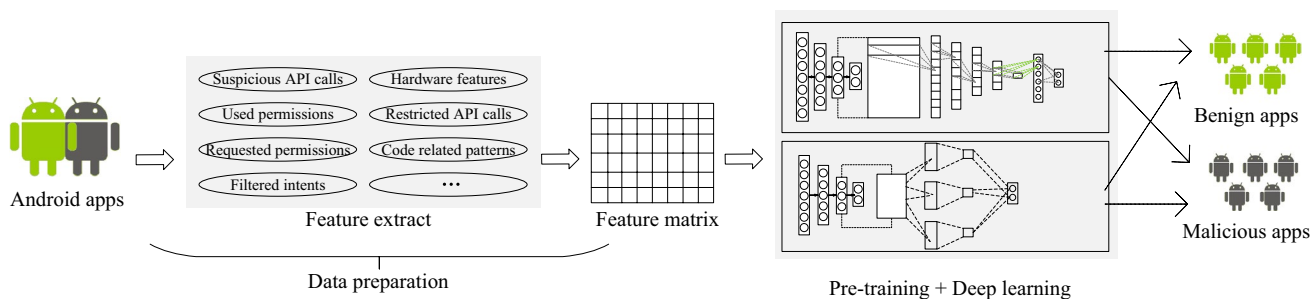 Suspicious API calls
Hardware features
Used permissions
Restricted API calls
Requested permissions
Code related patterns
Filtered intents
...
Android apps
Feature extract
Feature matrix
Data preparation
Pre-training + Deep learning
Benign apps
Malicious apps